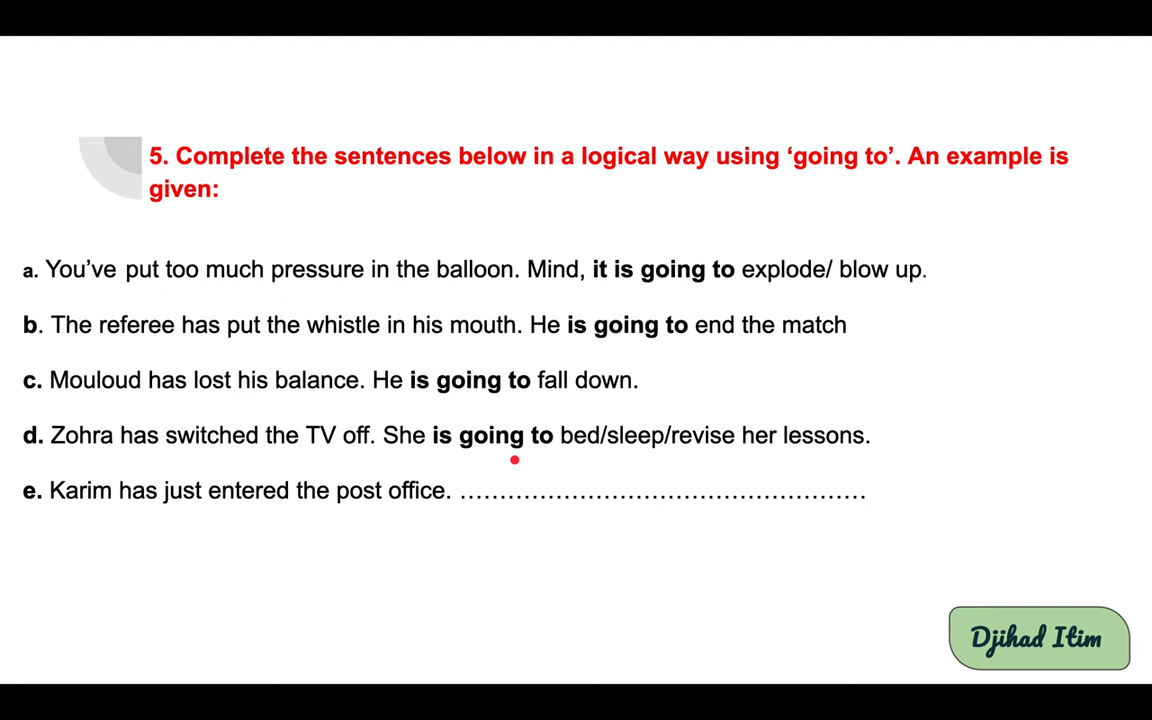 5. Complete the sentences below in a logical way using ‘going to’. An example is
given:
a. You’ve put too much pressure in the balloon. Mind, it is going to explode/ blow up.
b. The referee has put the whistle in his mouth. He is going to end the match
c. Mouloud has lost his balance. He is going to fall down.
d. Zohra has switched the TV off. She is going to bed/sleep/revise her lessons.
e. Karim has just entered the post office. ………………………………………….
Djihad Itim